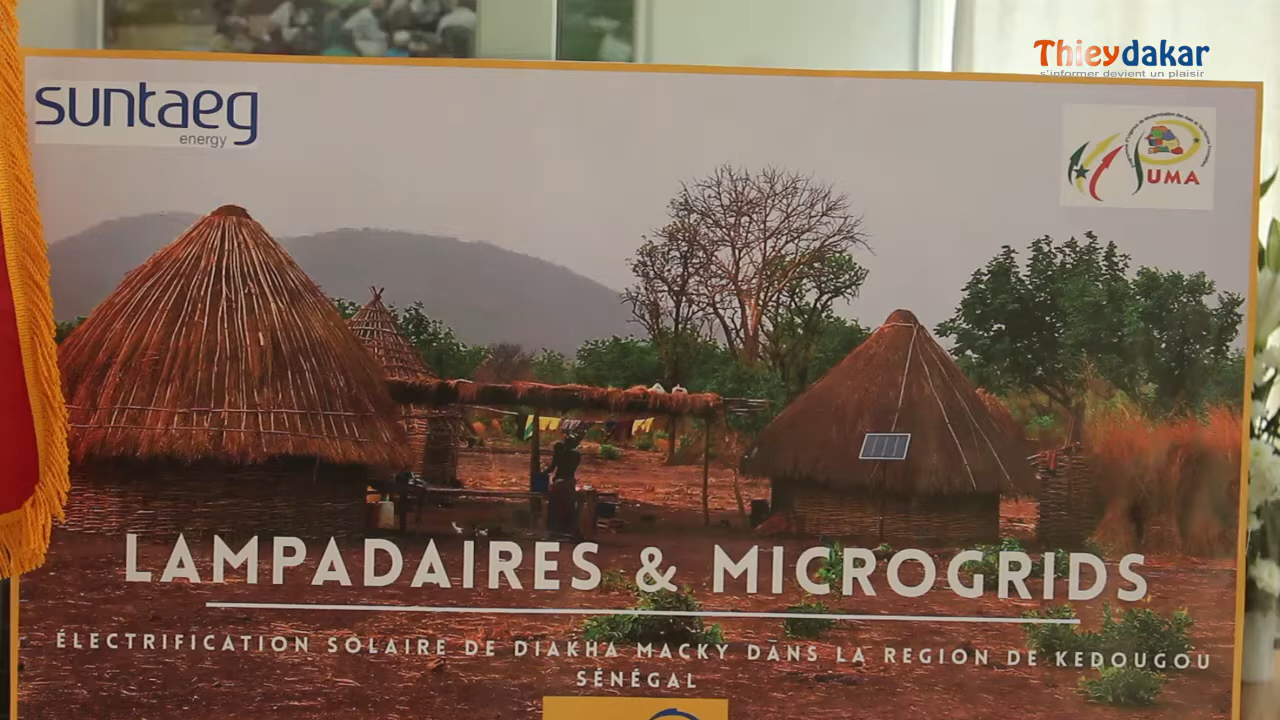 Thieydakar
s'informer devient un plaisir
suntaeg
energy
PUMA
LAMPADAIRES & MICROGRIDS
ÉLECTRIFICATION SOLAIRE DE DIAKHA MACKY DANS LA REGION DE KEDOUGOU
SÉNÉGAL